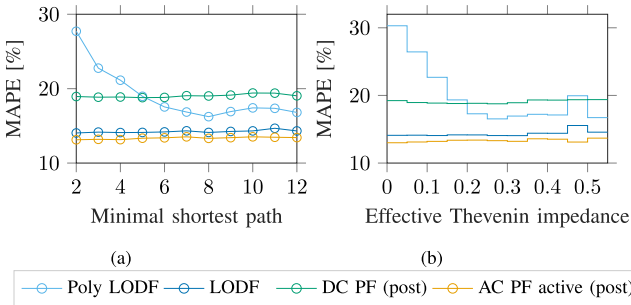 30
20
10
MAPE [%]
2
4
6
8
10
12
Minimal shortest path
(a)
30
20
10
MAPE [%]
0
0.1
0.2
0.3
0.4
0.5
Effective Thevenin impedance
(b)
Poly LODF
LODF
DC PF (post)
AC PF active (post)